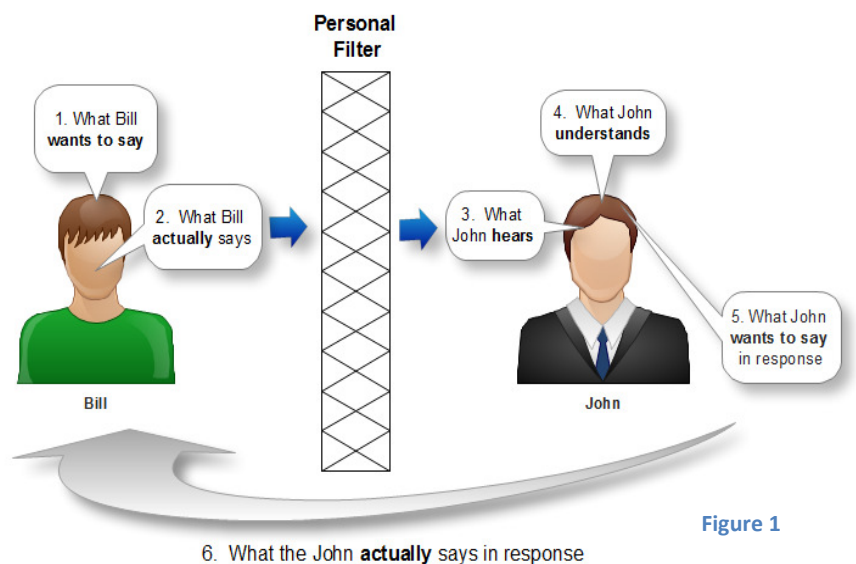 Personal
Filter
1. What Bill
wants to say
2. What Bill
actually says
3. What
John hears
4. What John
understands
5. What John
wants to say
in response
Bill
John
Figure 1
6. What the John actually says in response